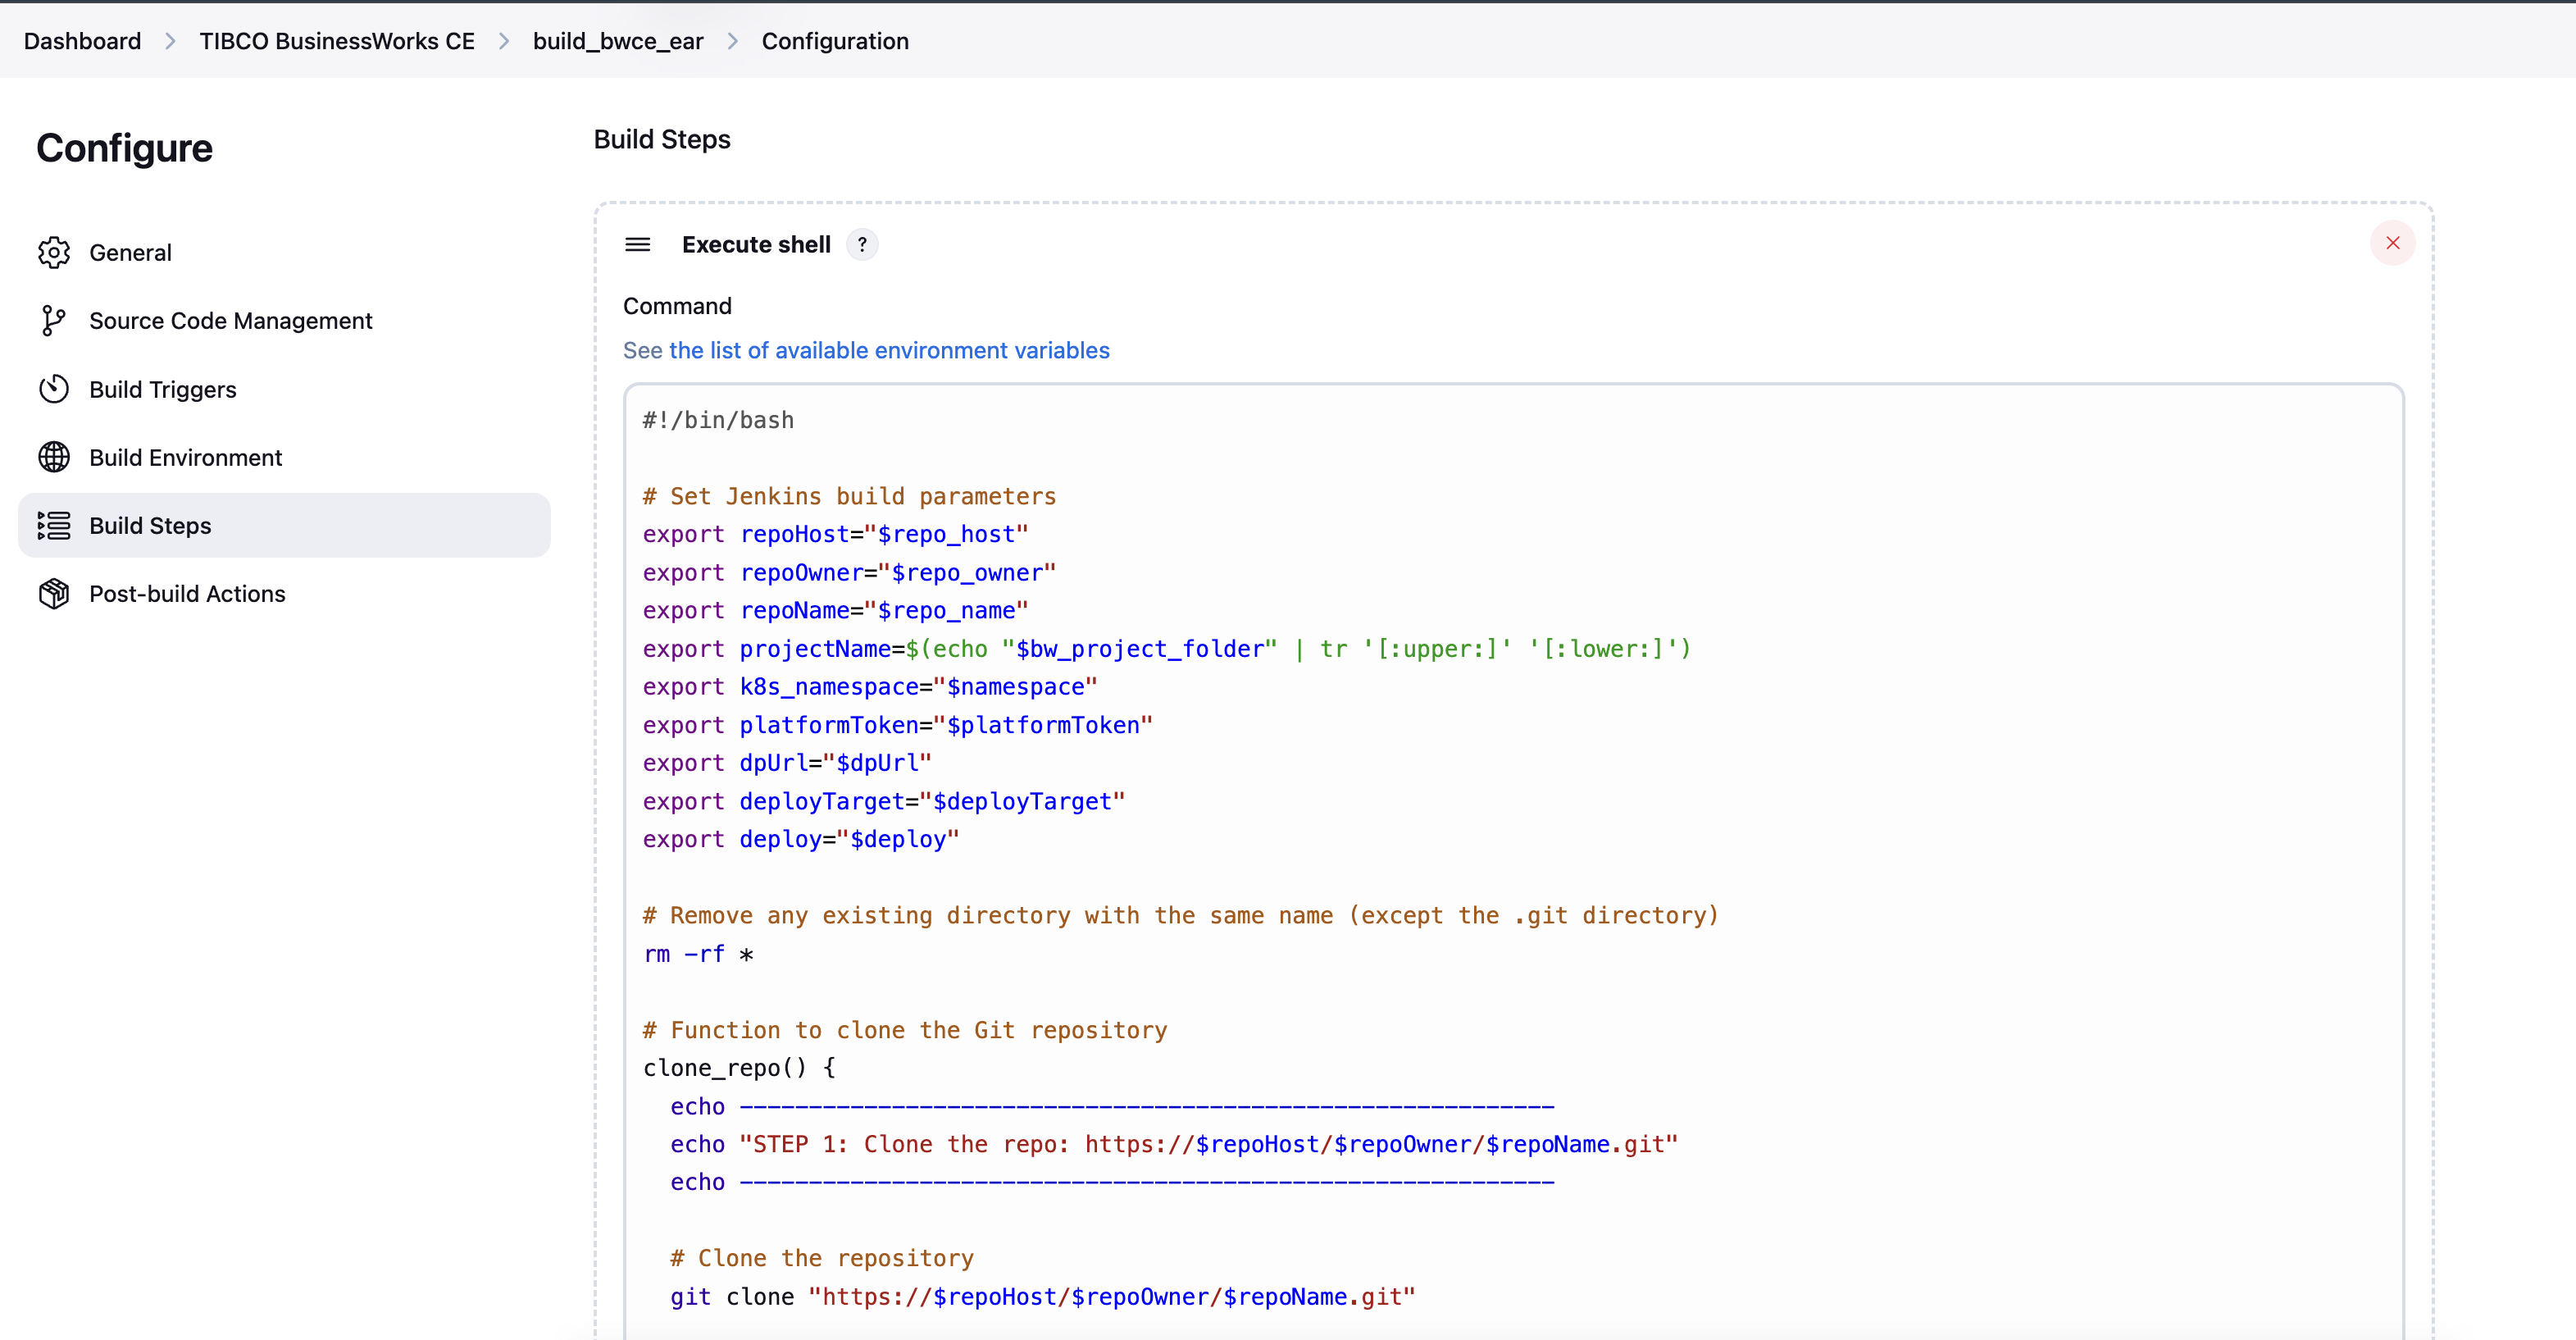 Dashboard > TIBCO BusinessWorks CE > build_bwce_ear > Configuration
Configure
General
Source Code Management
Build Triggers
Build Environment
Build Steps
Post-build Actions
Build Steps
Execute shell ?
Command
See the list of available environment variables
#!/bin/bash

# Set Jenkins build parameters
export repoHost="$repo_host"
export repoOwner="$repo_owner"
export repoName="$repo_name"
export projectName=$(echo "$bw_project_folder" | tr '[:upper:]' '[:lower:]')
export k8s_namespace="$namespace"
export platformToken="$platformToken"
export dpUrl="$dpUrl"
export deployTarget="$deployTarget"
export deploy="$deploy"

# Remove any existing directory with the same name (except the .git directory)
rm -rf *

# Function to clone the Git repository
clone_repo() {
  echo -----------------------------------------------------------
  echo "STEP 1: Clone the repo: https://$repoHost/$repoOwner/$repoName.git"
  echo -----------------------------------------------------------

  # Clone the repository
  git clone "https://$repoHost/$repoOwner/$repoName.git"